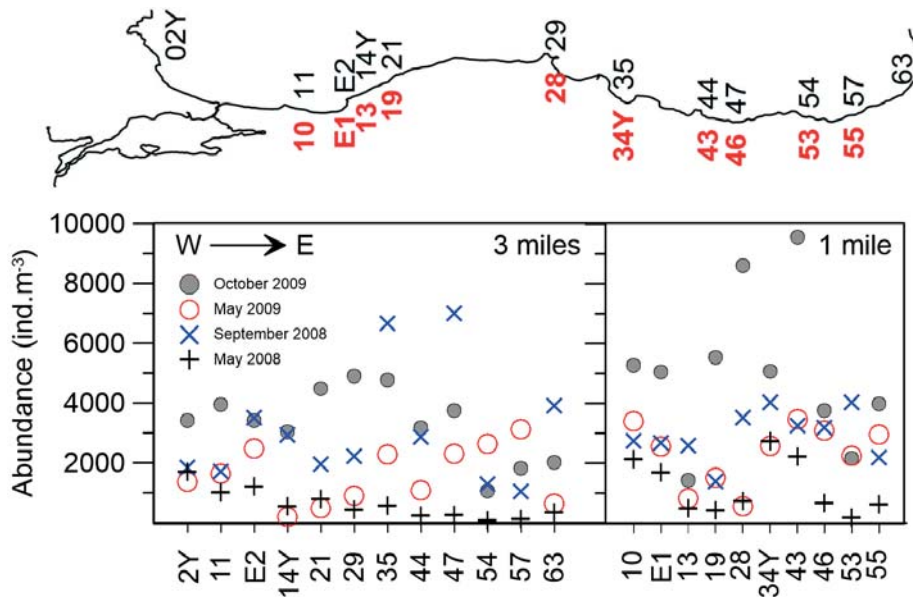 02Y 11 E2 14Y 21 29 35 44 47 54 57 63
10 E1 13 19 28 34Y 43 46 53 55
10000
8000
6000
4000
2000
Abundance (ind.m-3)
W E 3 miles
October 2009
May 2009
September 2008
May 2008
1 mile
2Y 11 E2 14Y 21 29 35 44 47 54 57 63
10 E1 13 19 28 34Y 43 46 53 55